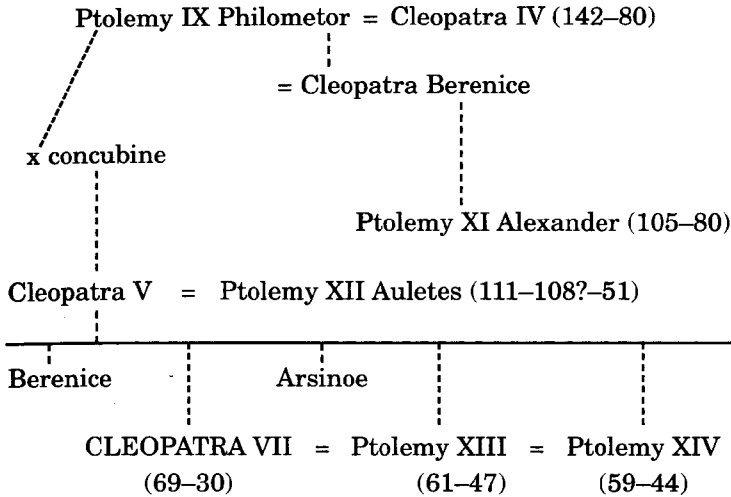 Ptolemy IX Philometor = Cleopatra IV (142–80)
= Cleopatra Berenice
x concubine
Ptolemy XI Alexander (105–80)
Cleopatra V = Ptolemy XII Auletes (111–108?–51)
Berenice Arsinoe
CLEOPATRA VII = Ptolemy XIII = Ptolemy XIV
(69–30) (61–47) (59–44)